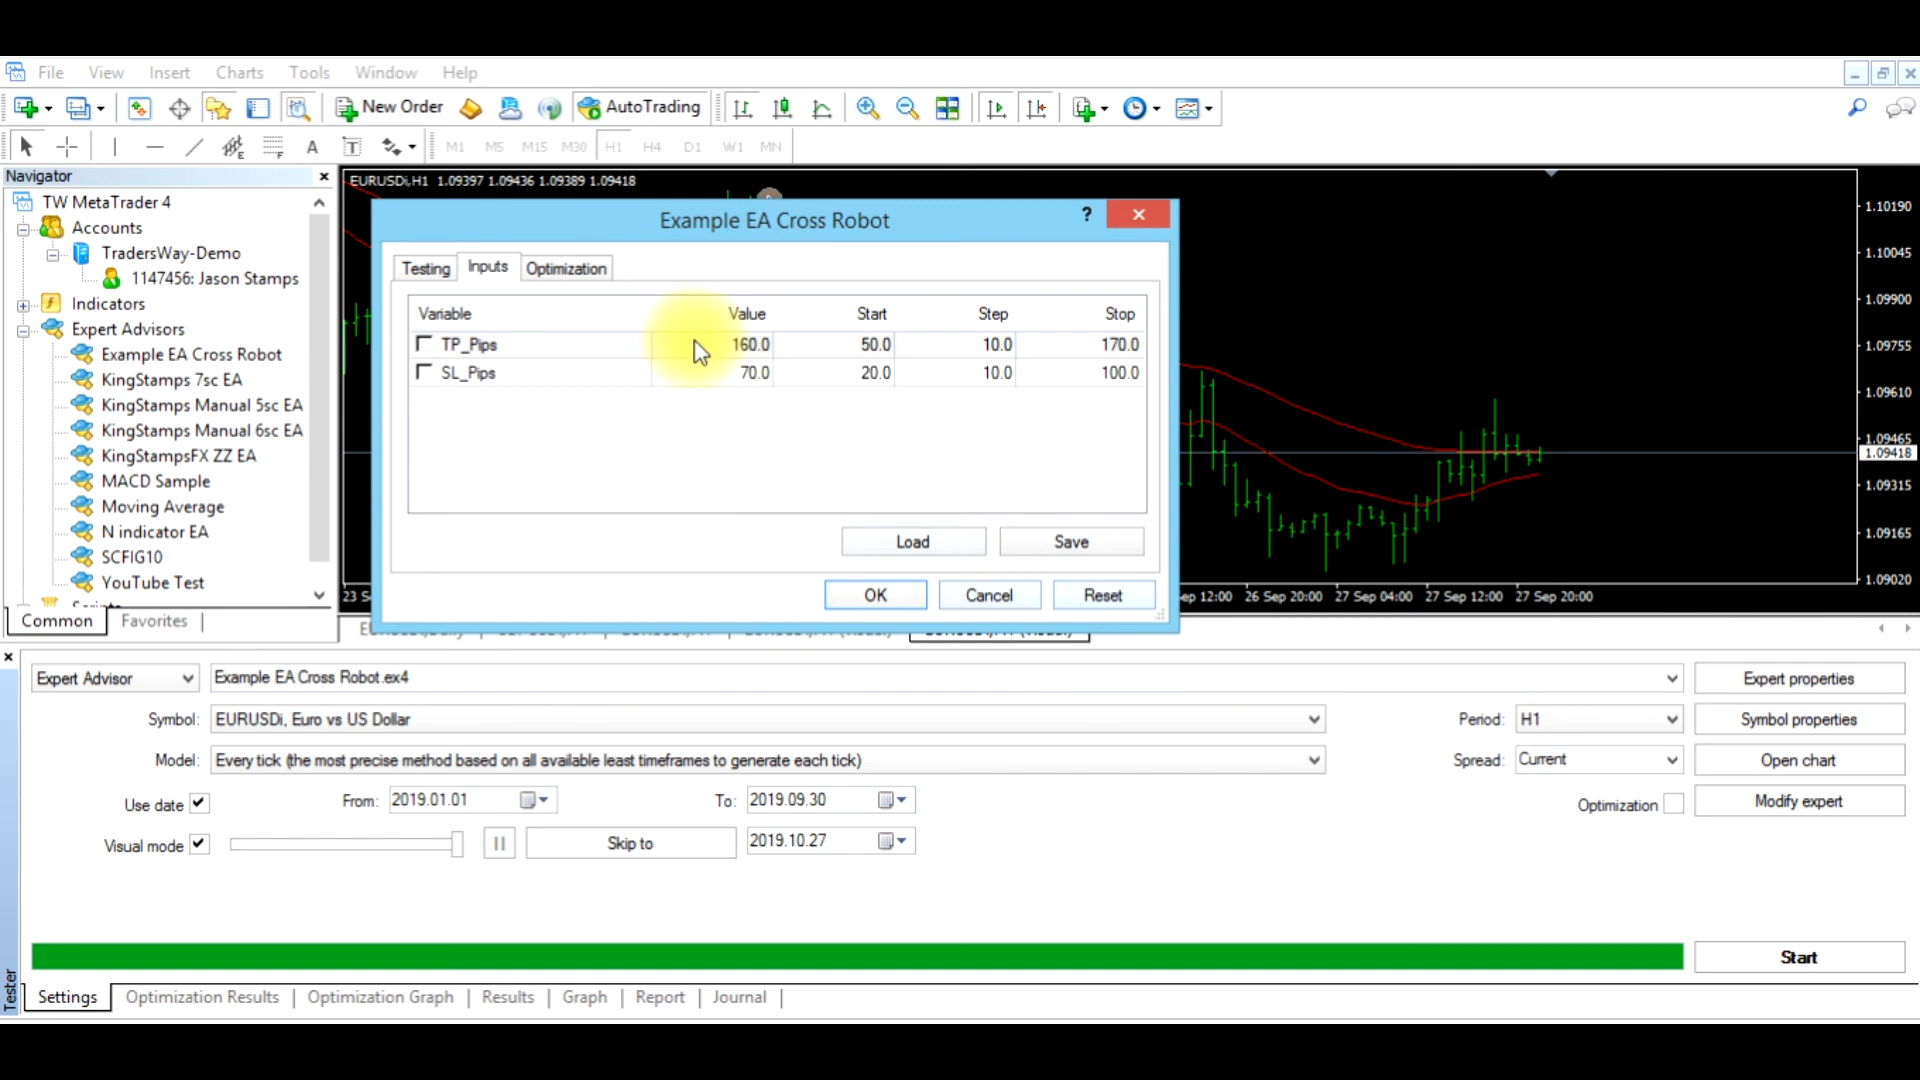 File View Insert Charts Tools Window Help
New Order AutoTrading
A T M1 M5 M15 M30 H1 H4 D1 W1 MN
Navigator
TW MetaTrader 4
Accounts
TradersWay-Demo
1147456: Jason Stamps
Indicators
Expert Advisors
Example EA Cross Robot
KingStamps 7sc EA
KingStamps Manual 5sc EA
KingStamps Manual 6sc EA
KingStampsFX ZZ EA
MACD Sample
Moving Average
N indicator EA
SCFIG10
YouTube Test
Common Favorites
EURUSDi,H1 1.09397 1.09436 1.09389 1.09418
Example EA Cross Robot
?
Testing Inputs Optimization
Variable Value Start Step Stop
TP_Pips 160.0 50.0 10.0 170.0
SL_Pips 70.0 20.0 10.0 100.0
Load Save
OK Cancel Reset
1.10190
1.10045
1.09900
1.09755
1.09610
1.09465
1.09418
1.09315
1.09165
1.09020
23 S
ep 12:00 26 Sep 20:00 27 Sep 04:00 27 Sep 12:00 27 Sep 20:00
Expert Advisor Example EA Cross Robot.ex4 Expert properties
Symbol: EURUSDi, Euro vs US Dollar Period: H1 Symbol properties
Model: Every tick (the most precise method based on all available least timeframes to generate each tick) Spread: Current Open chart
Use date From: 2019.01.01 To: 2019.09.30 Optimization Modify expert
Visual mode Skip to 2019.10.27
Start
Tester
Settings Optimization Results Optimization Graph Results Graph Report Journal